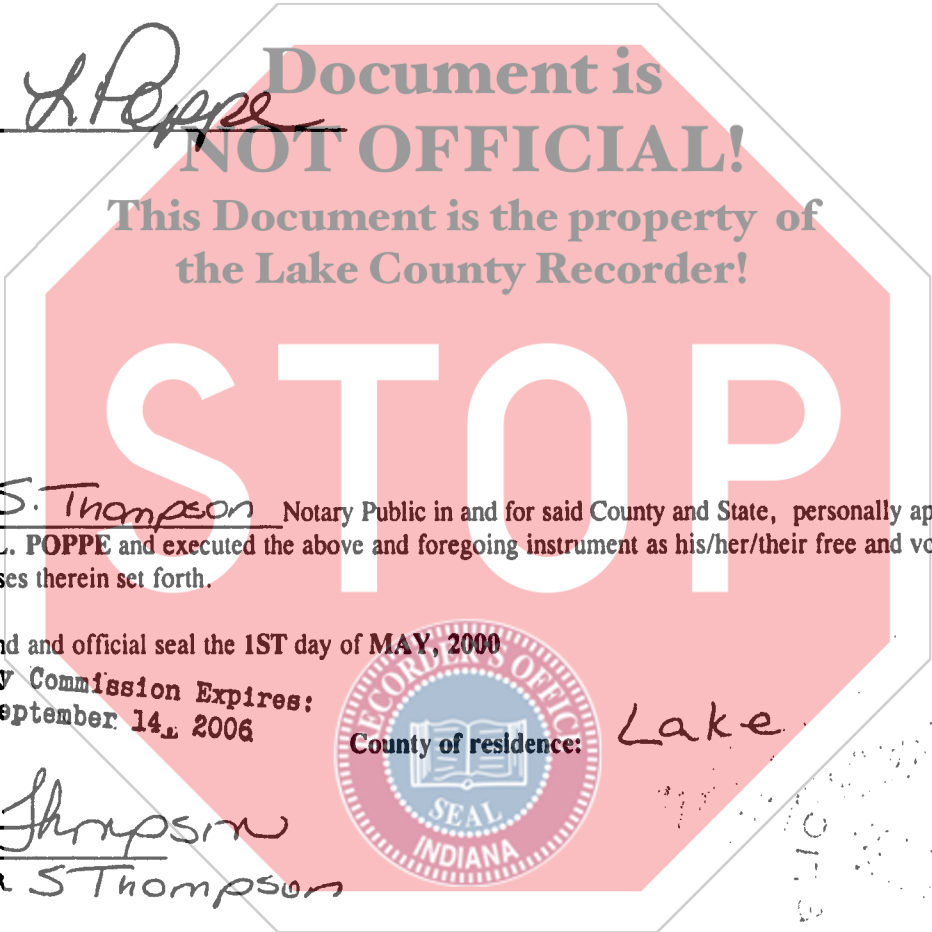 L Poppe
Document is
NOT OFFICIAL!
This Document is the property of
the Lake County Recorder!
STOP
S. Thompson Notary Public in and for said County and State, personally ap
L. POPPE and executed the above and foregoing instrument as his/her/their free and vo
ses therein set forth.
nd and official seal the 1ST day of MAY, 2000
y Commission Expires:
eptember 14, 2006
County of residence: Lake
RECORDER'S OFFICE
SEAL
INDIANA
Thompson
S Thompson